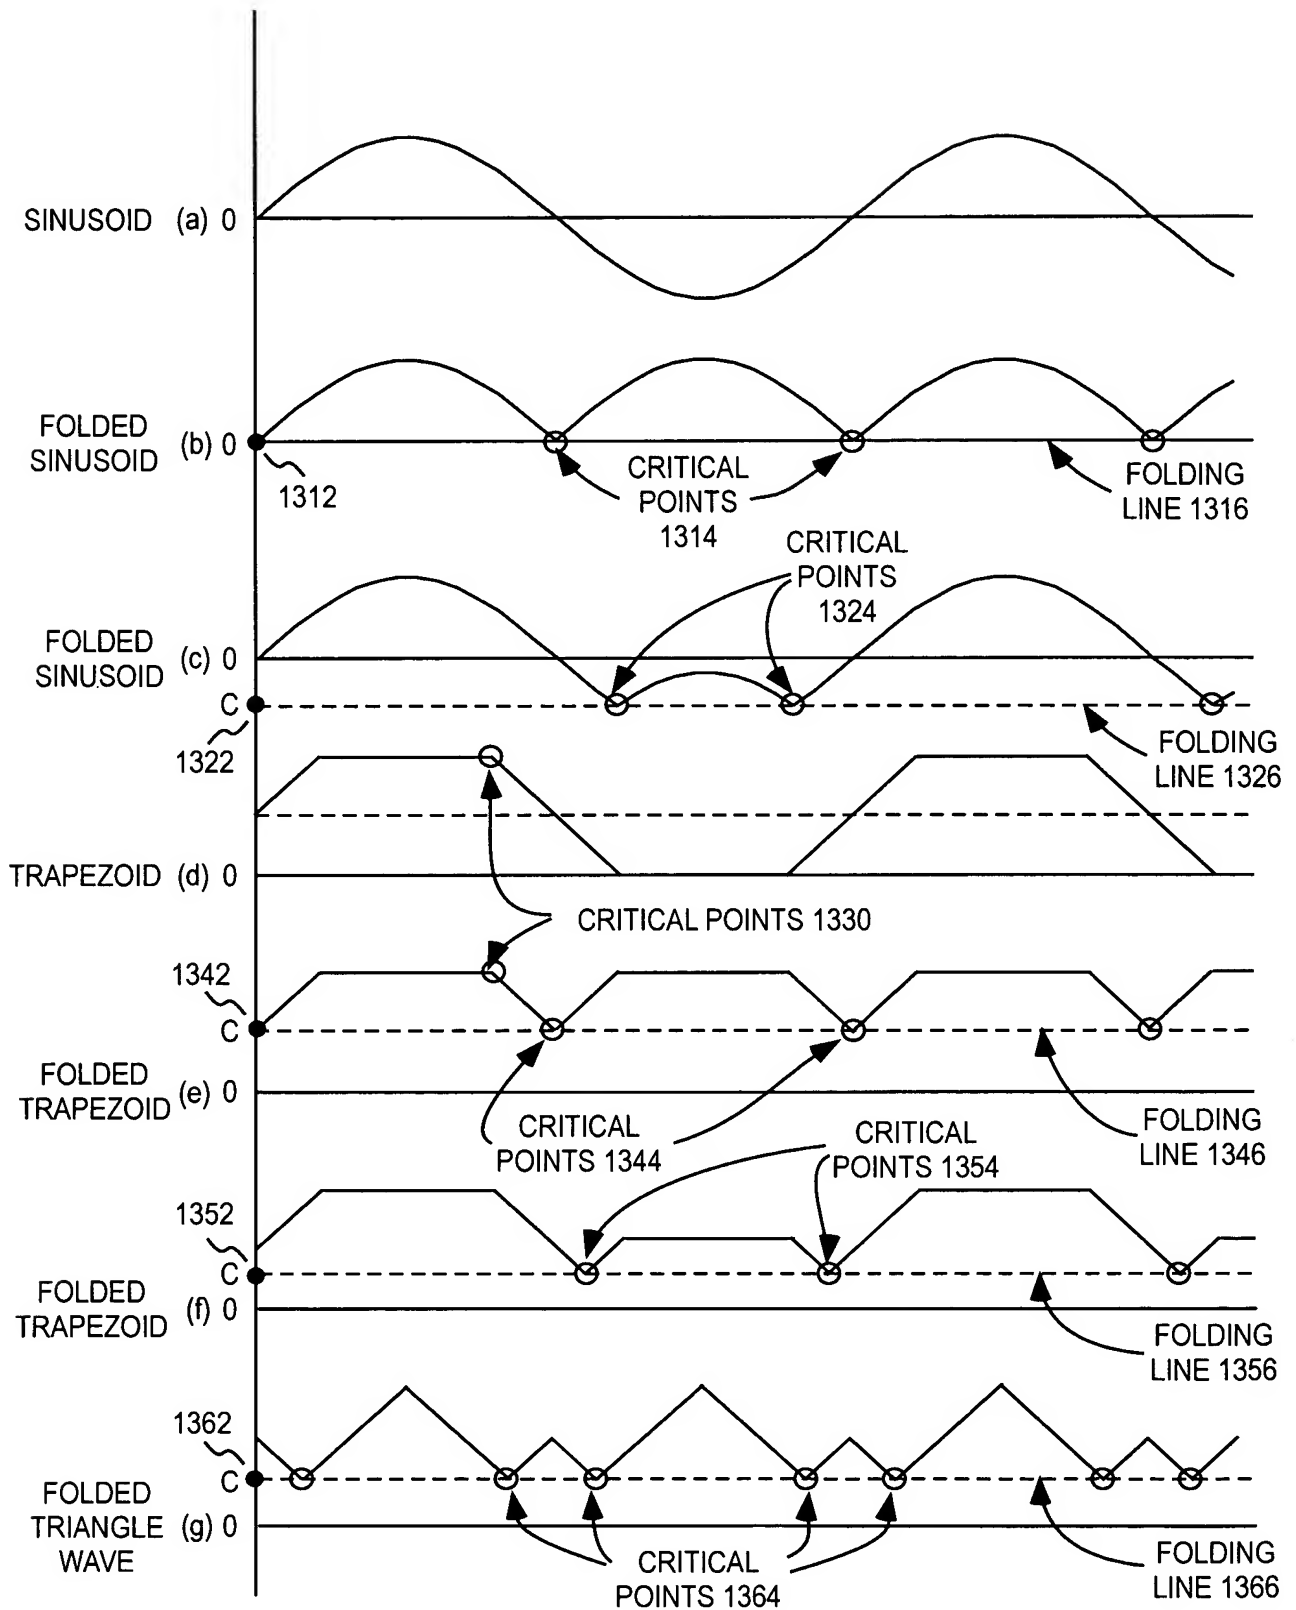 SINUSOID (a) 0
FOLDED
SINUSOID
(b) 0
1312
CRITICAL
POINTS
1314
FOLDING
LINE 1316
CRITICAL
POINTS
1324
FOLDED
SINUSOID
(c) 0
C
1322
FOLDING
LINE 1326
TRAPEZOID (d) 0
CRITICAL POINTS 1330
1342
C
FOLDED
TRAPEZOID
(e) 0
CRITICAL
POINTS 1344
FOLDING
LINE 1346
CRITICAL
POINTS 1354
1352
C
FOLDED
TRAPEZOID
(f) 0
FOLDING
LINE 1356
1362
C
FOLDED
TRIANGLE
WAVE
(g) 0
CRITICAL
POINTS 1364
FOLDING
LINE 1366